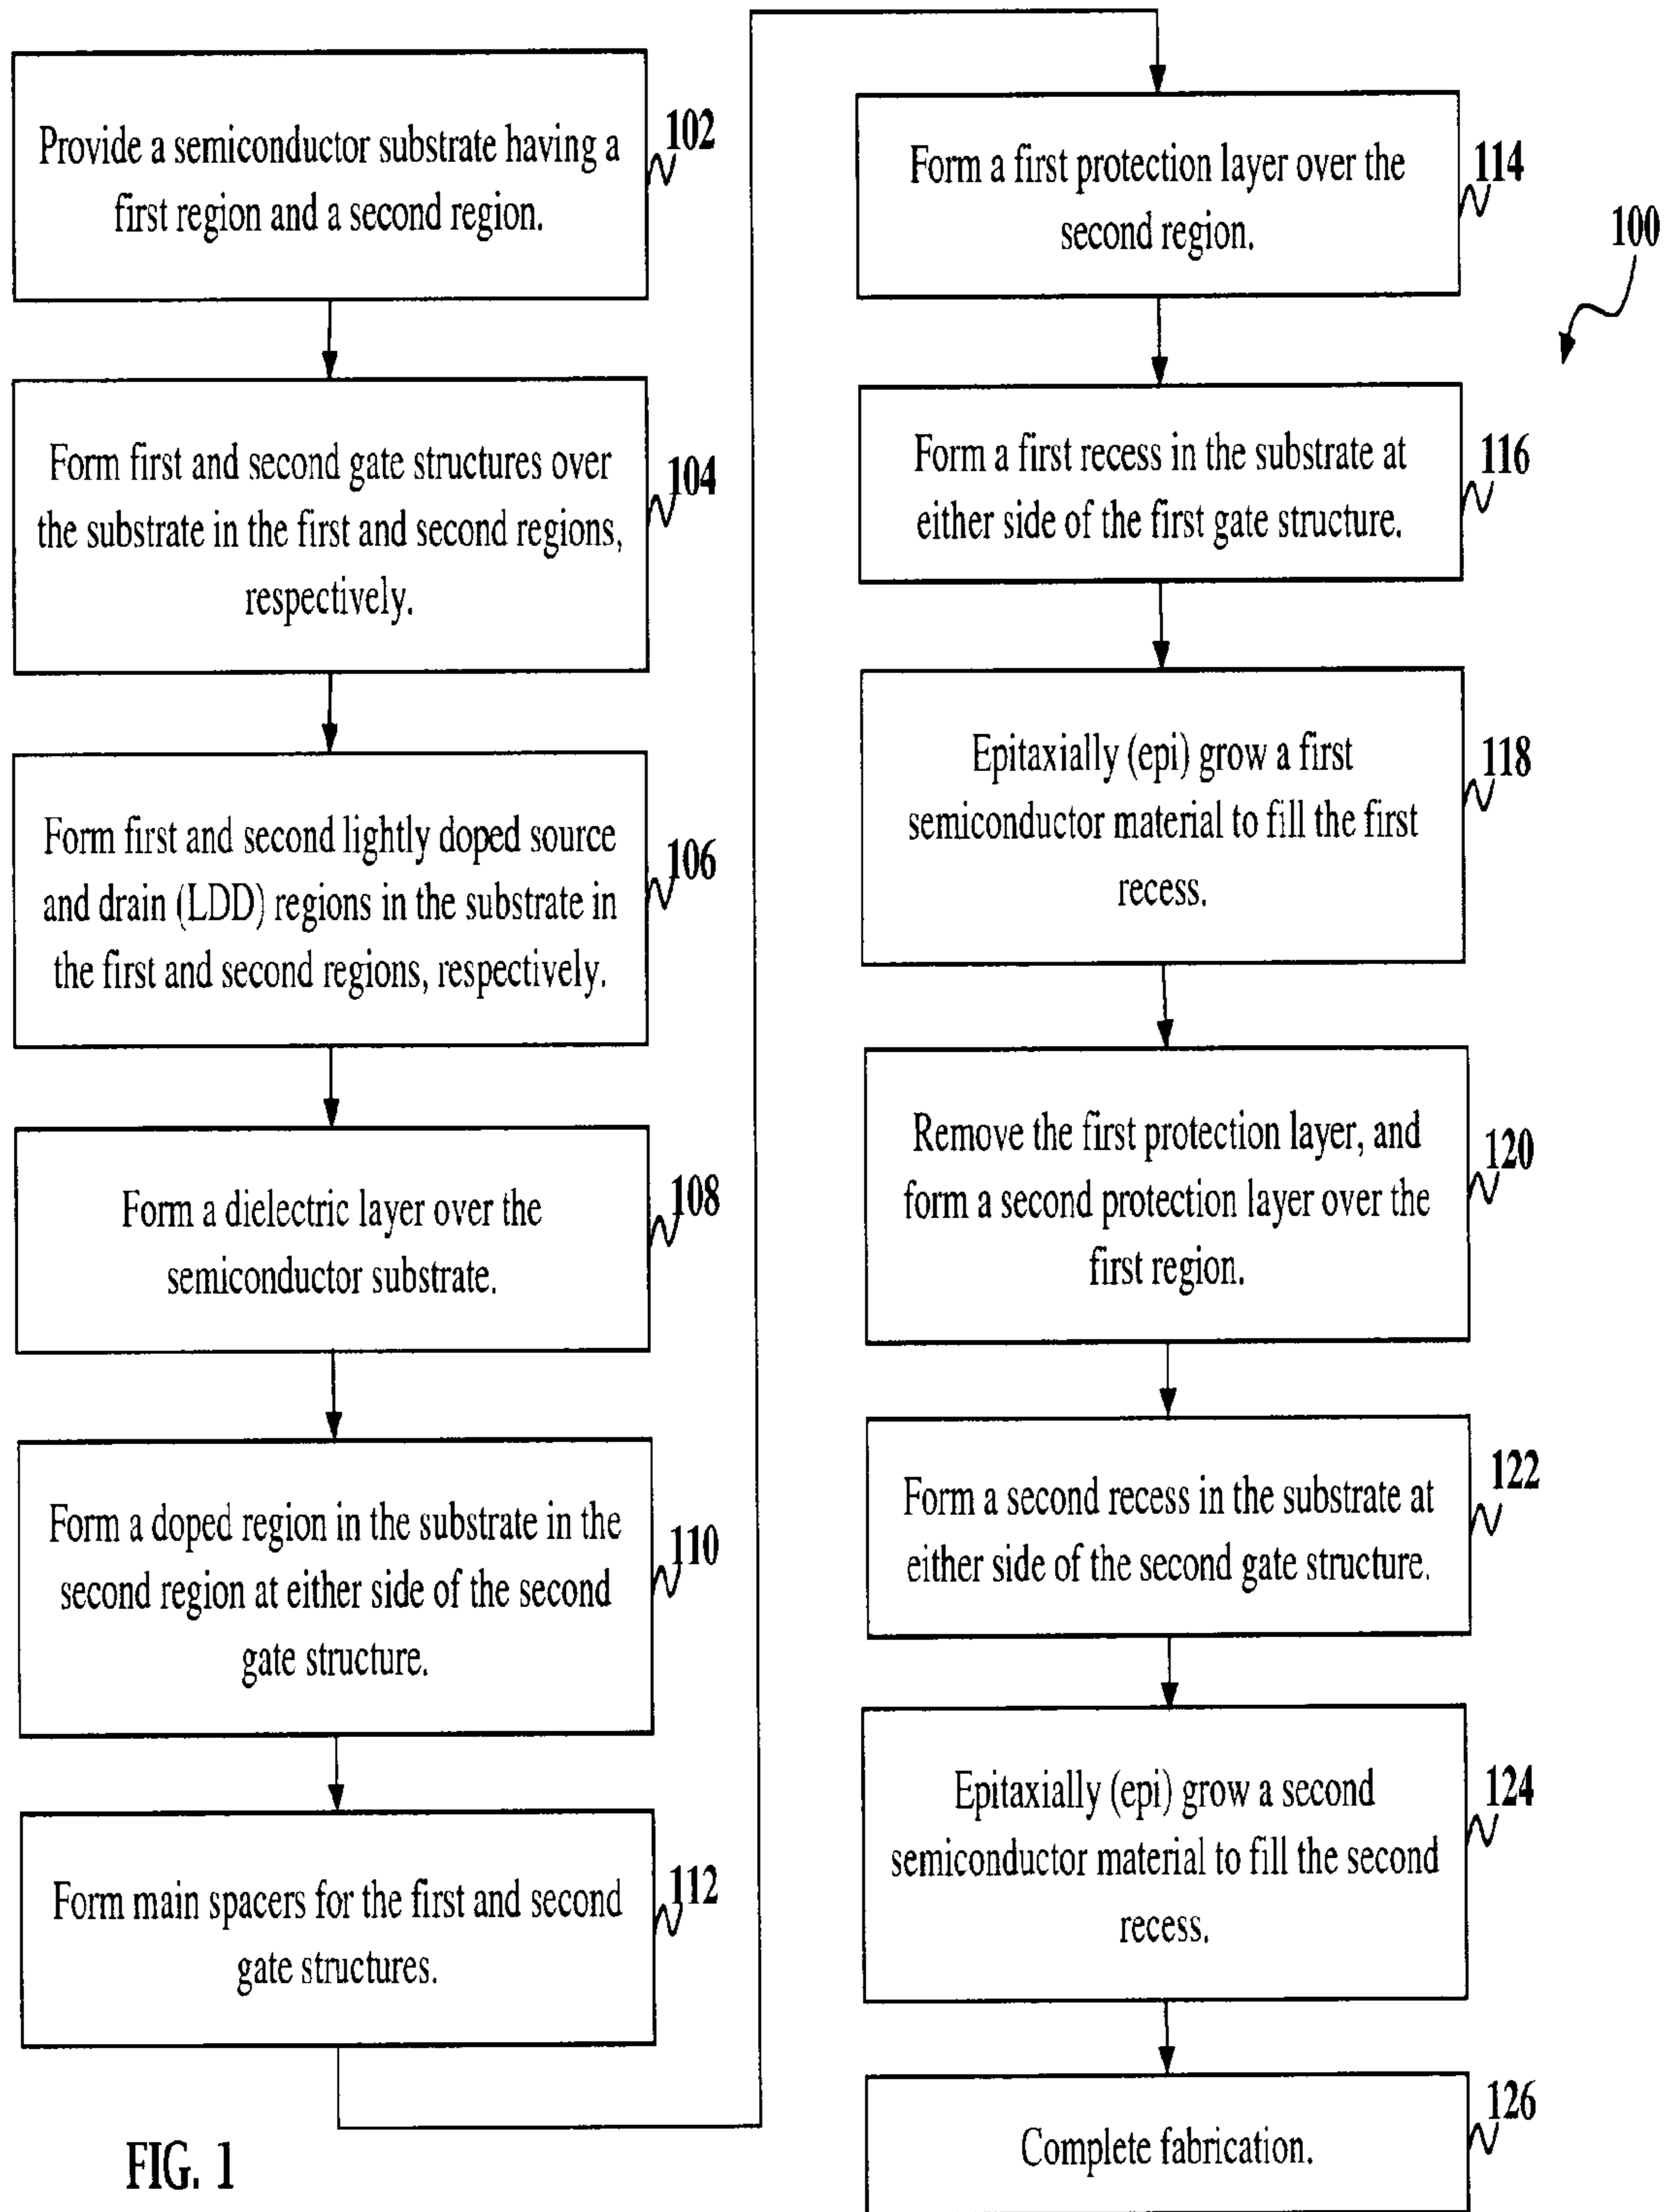 Provide a semiconductor substrate having a
first region and a second region.
102
Form first and second gate structures over
the substrate in the first and second regions,
respectively.
104
Form first and second lightly doped source
and drain (LDD) regions in the substrate in
the first and second regions, respectively.
106
Form a dielectric layer over the
semiconductor substrate.
108
Form a doped region in the substrate in the
second region at either side of the second
gate structure.
110
Form main spacers for the first and second
gate structures.
112
Form a first protection layer over the
second region.
114
100
Form a first recess in the substrate at
either side of the first gate structure.
116
Epitaxially (epi) grow a first
semiconductor material to fill the first
recess.
118
Remove the first protection layer, and
form a second protection layer over the
first region.
120
Form a second recess in the substrate at
either side of the second gate structure.
122
Epitaxially (epi) grow a second
semiconductor material to fill the second
recess.
124
Complete fabrication.
126
FIG. 1